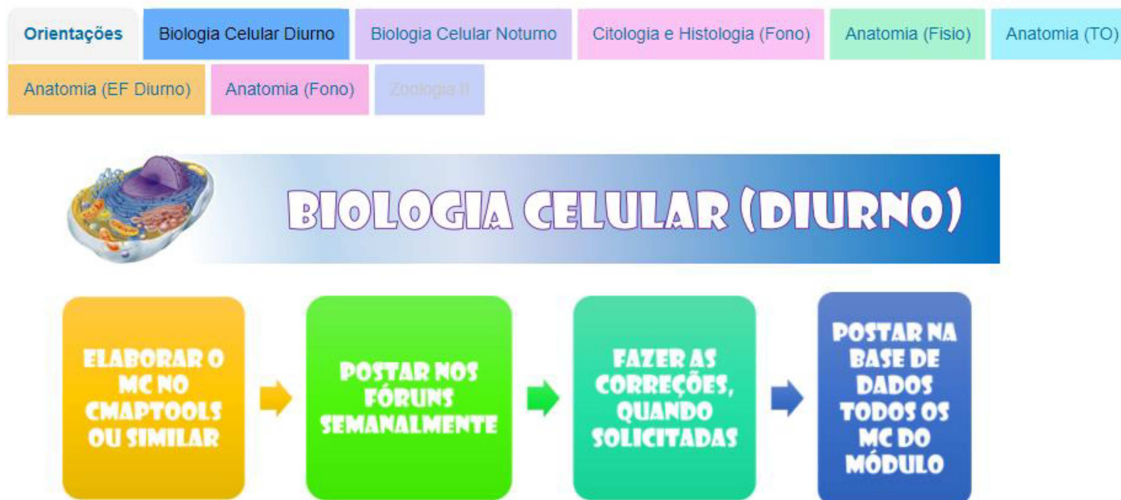 Orientações Biologia Celular Diurno Biologia Celular Noturno Citologia e Histologia (Fono) Anatomia (Fisio) Anatomia (TO)
Anatomia (EF Diurno) Anatomia (Fono) Zoologia II
BIOLOGIA CELULAR (DIURNO)
ELABORAR O
MC NO
CMAPTOOLS
OU SIMILAR
POSTAR NOS
FÓRUNS
SEMANALMENTE
FAZER AS
CORREÇÕES,
QUANDO
SOLICITADAS
POSTAR NA
BASE DE
DADOS
TODOS OS
MC DO
MÓDULO